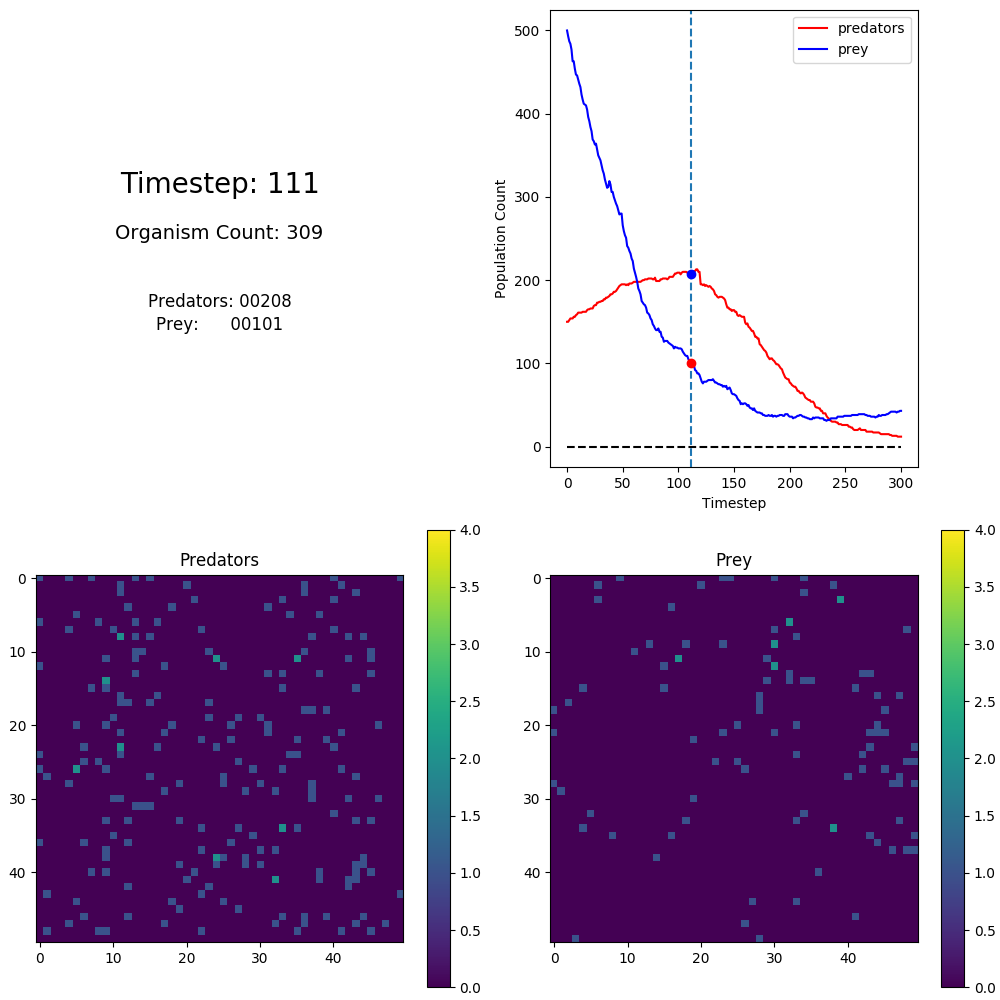 Timestep: 111
Organism Count: 309
Predators: 00208
Prey: 00101
predators
prey
500
400
300
200
100
0
Population Count
0 50 100 150 200 250 300
Timestep
Predators
0
10
20
30
40
0 10 20 30 40
4.0
3.5
3.0
2.5
2.0
1.5
1.0
0.5
0.0
Prey
0
10
20
30
40
0 10 20 30 40
4.0
3.5
3.0
2.5
2.0
1.5
1.0
0.5
0.0